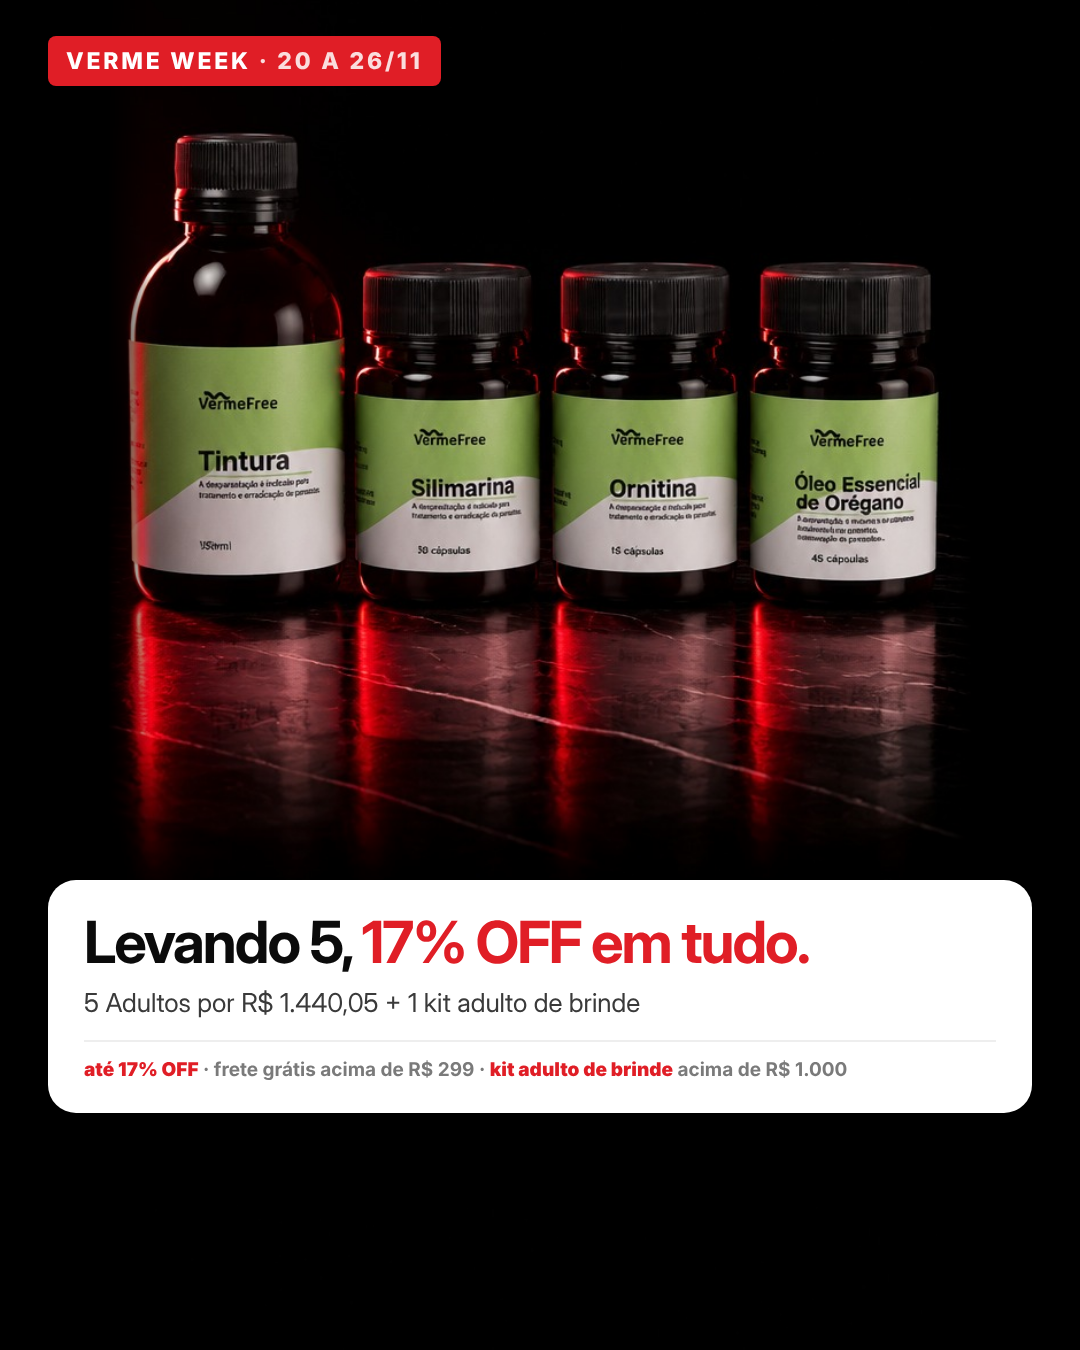 VERME WEEK · 20 A 26/11
VermeFree
Tintura
VermeFree
Silimarina
30 cápsulas
VermeFree
Ornitina
15 cápsulas
VermeFree
Óleo Essencial
de Orégano
45 cápsulas
Levando 5, 17% OFF em tudo.
5 Adultos por R$ 1.440,05 + 1 kit adulto de brinde
até 17% OFF · frete grátis acima de R$ 299 · kit adulto de brinde acima de R$ 1.000